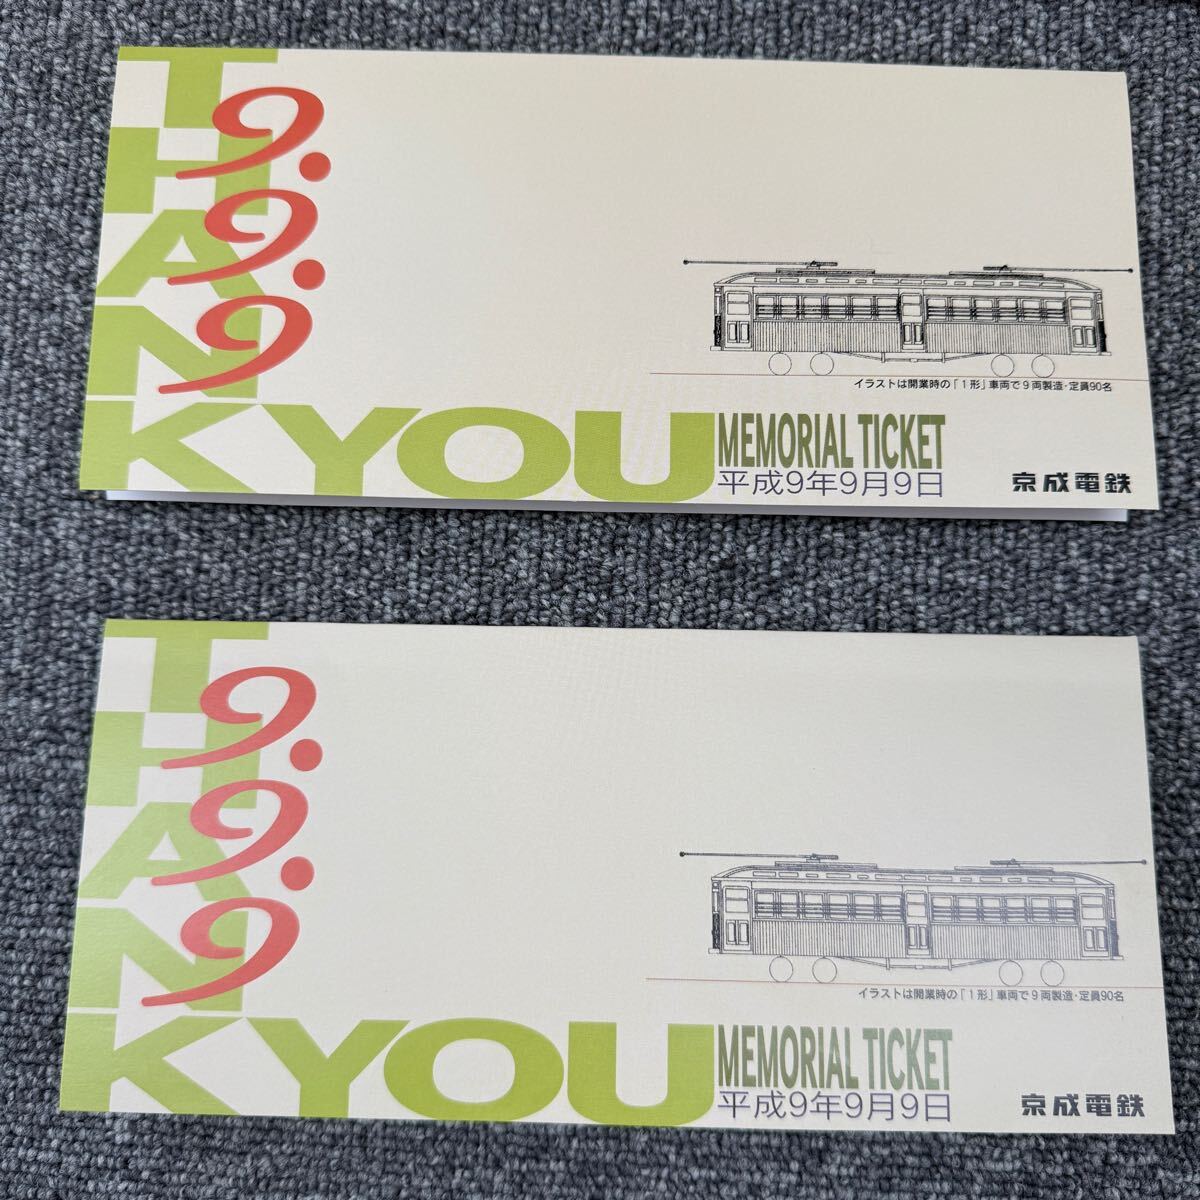 THANK YOU
9.9.9
イラストは開業時の「1形」車両で9両製造・定員90名
MEMORIAL TICKET
平成9年9月9日
京成電鉄
THANK YOU
9.9.9
イラストは開業時の「1形」車両で9両製造・定員90名
MEMORIAL TICKET
平成9年9月9日
京成電鉄